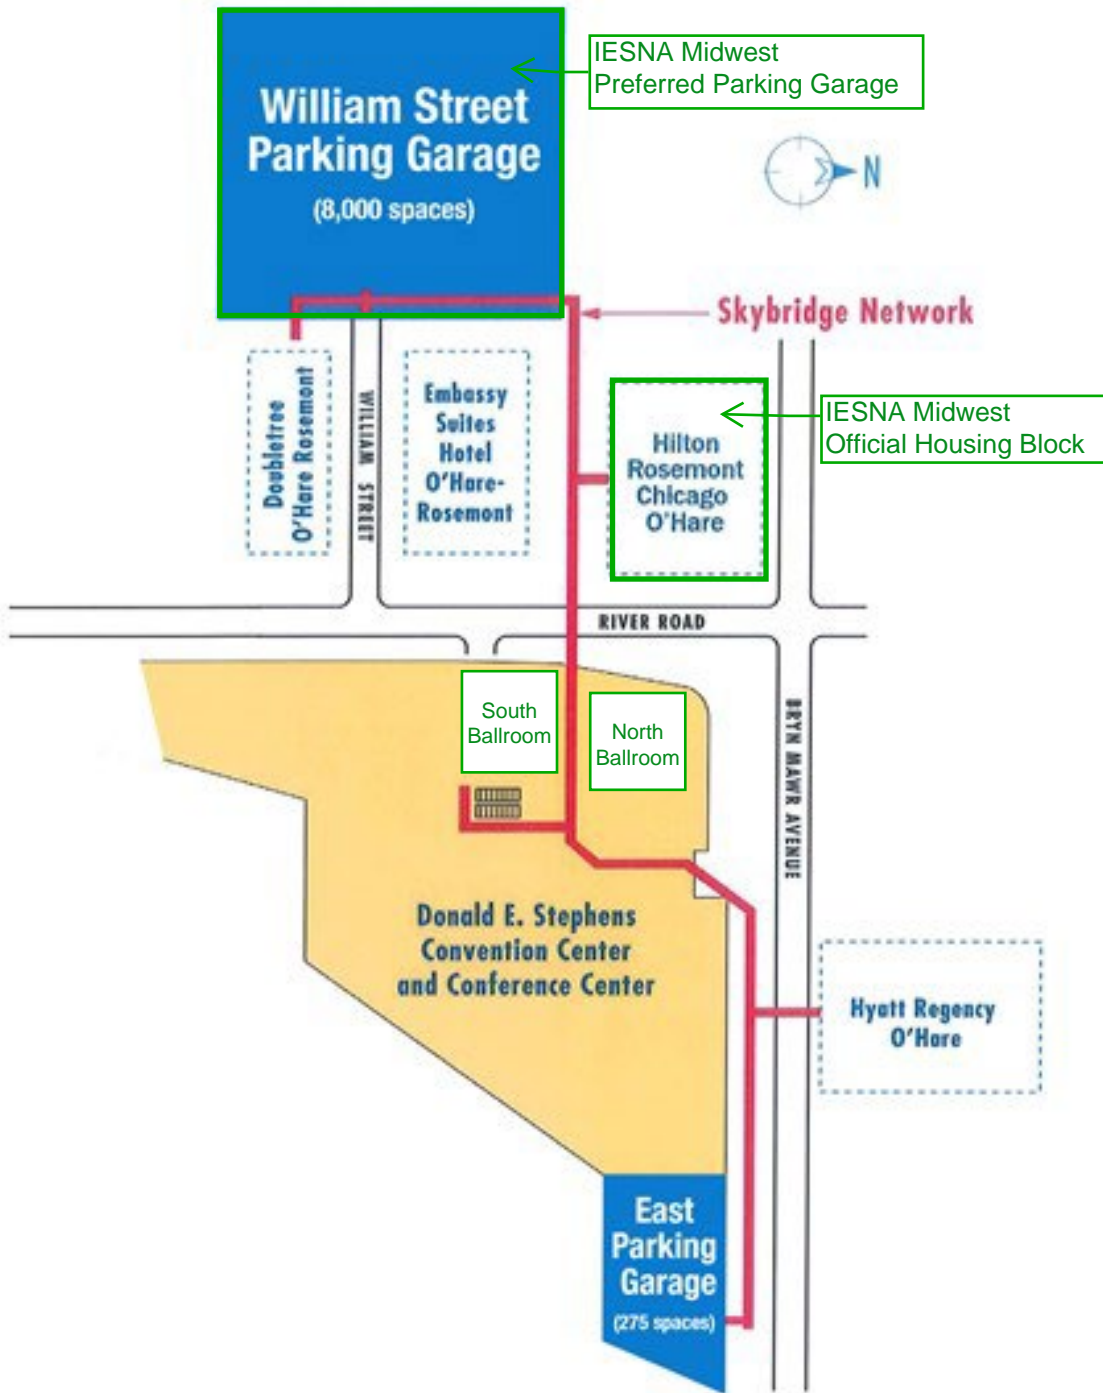 William Street
Parking Garage
(8,000 spaces)
IESNA Midwest
Preferred Parking Garage
N
Skybridge Network
Doubletree
O'Hare Rosemont
WILLIAM STREET
Embassy
Suites
Hotel
O'Hare-
Rosemont
Hilton
Rosemont
Chicago
O'Hare
IESNA Midwest
Official Housing Block
RIVER ROAD
South
Ballroom
North
Ballroom
BRYN MAWR AVENUE
Donald E. Stephens
Convention Center
and Conference Center
Hyatt Regency
O'Hare
East
Parking
Garage
(275 spaces)